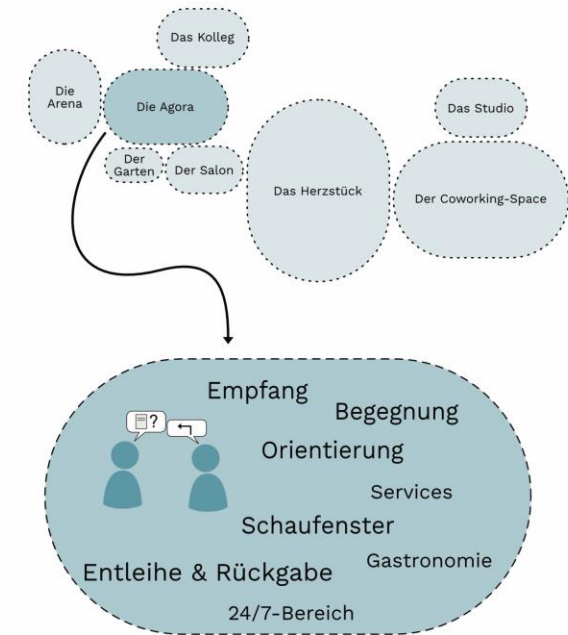 Das Kolleg
Die
Arena
Die Agora
Das Studio
Der
Garten
Der Salon
Das Herzstück
Der Coworking-Space
Empfang
Begegnung
?
Orientierung
Services
Schaufenster
Gastronomie
Entleihe & Rückgabe
24/7-Bereich